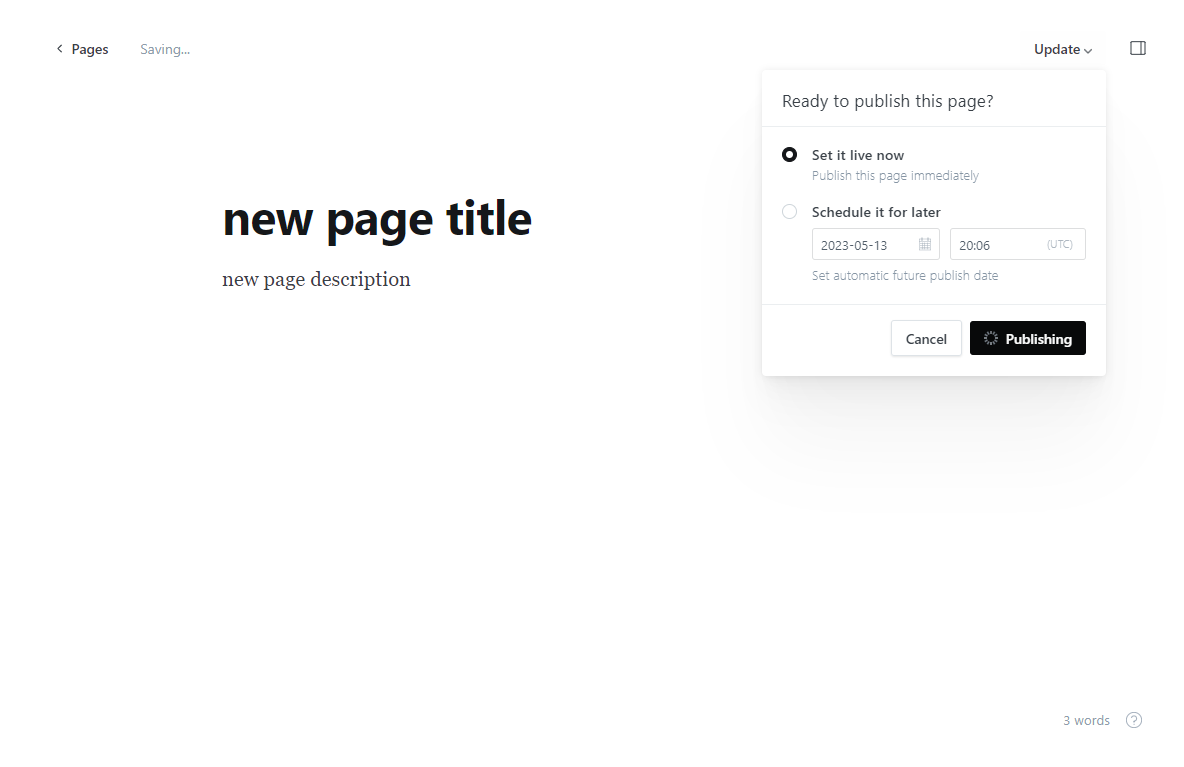 Pages
Saving...
Update
Ready to publish this page?
Set it live now
Publish this page immediately
new page title
Schedule it for later
2023-05-13
20:06 (UTC)
new page description
Set automatic future publish date
Cancel
Publishing
3 words
?